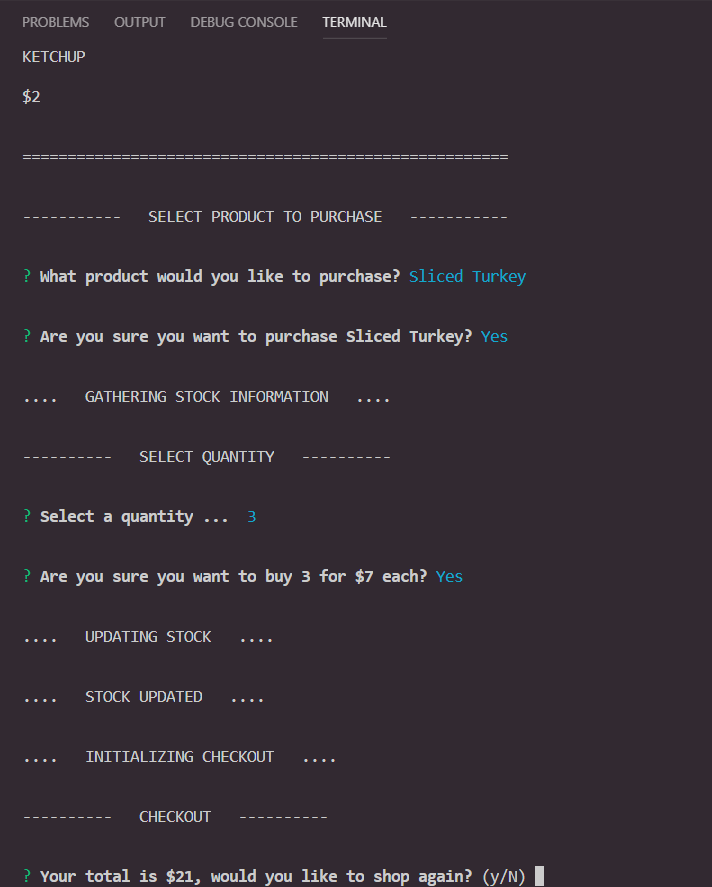 PROBLEMS OUTPUT DEBUG CONSOLE TERMINAL
KETCHUP
$2
======================================================
----------- SELECT PRODUCT TO PURCHASE -----------
? What product would you like to purchase? Sliced Turkey
? Are you sure you want to purchase Sliced Turkey? Yes
.... GATHERING STOCK INFORMATION ....
---------- SELECT QUANTITY ----------
? Select a quantity ... 3
? Are you sure you want to buy 3 for $7 each? Yes
.... UPDATING STOCK ....
.... STOCK UPDATED ....
.... INITIALIZING CHECKOUT ....
---------- CHECKOUT ----------
? Your total is $21, would you like to shop again? (y/N)